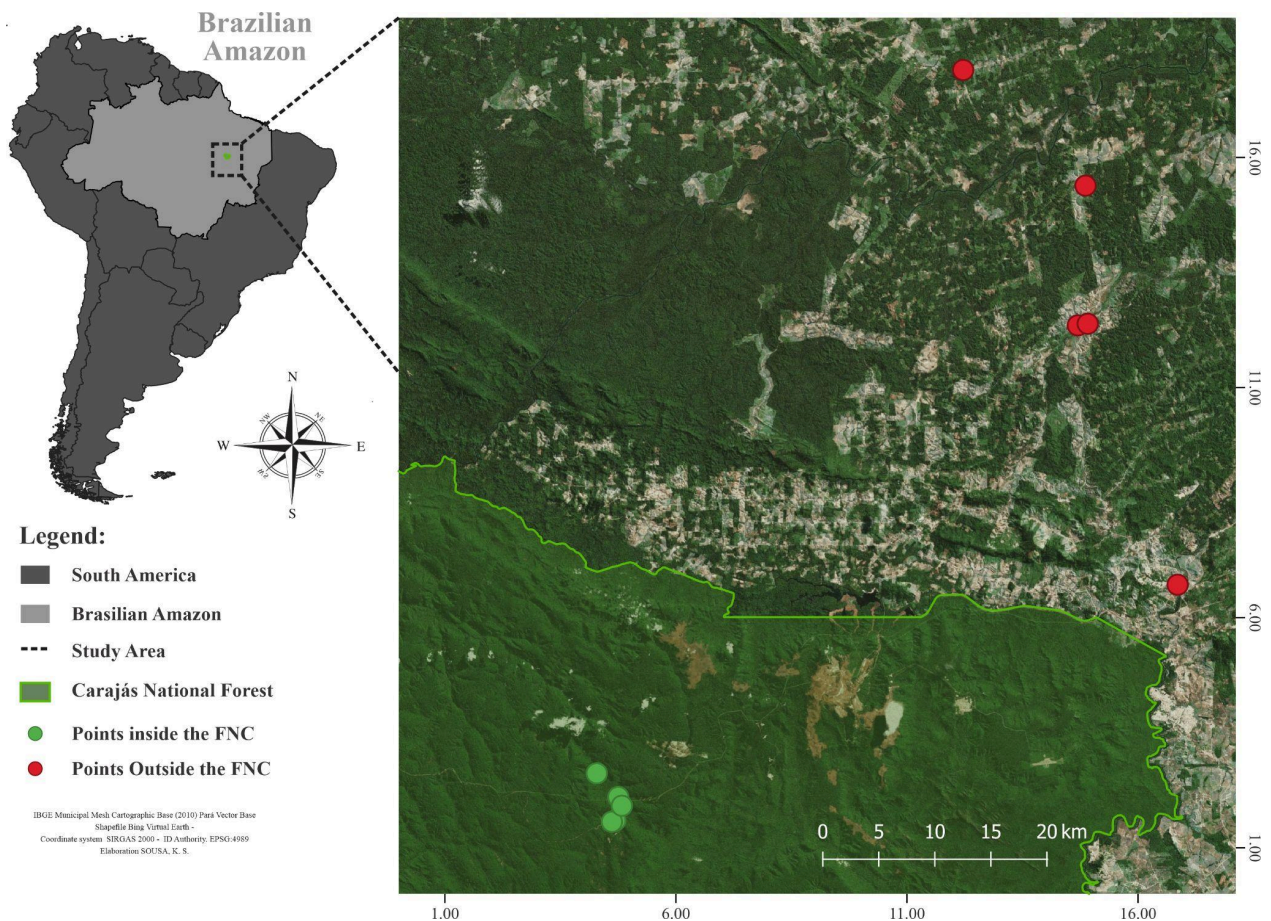 Brazilian
Amazon
N
NW
NE
W
E
SW
SE
S
Legend:
South America
Brasilian Amazon
Study Area
Carajás National Forest
Points inside the FNC
Points Outside the FNC
IBGE Municipal Mesh Cartographic Base (2010) Pará Vector Base
Shapefile Bing Virtual Earth -
Coordinate system SIRGAS 2000 - ID Authority. EPSG:4989
Elaboration SOUSA, K. S.
16.00
11.00
6.00
1.00
0 5 10 15 20 km
1.00 6.00 11.00 16.00